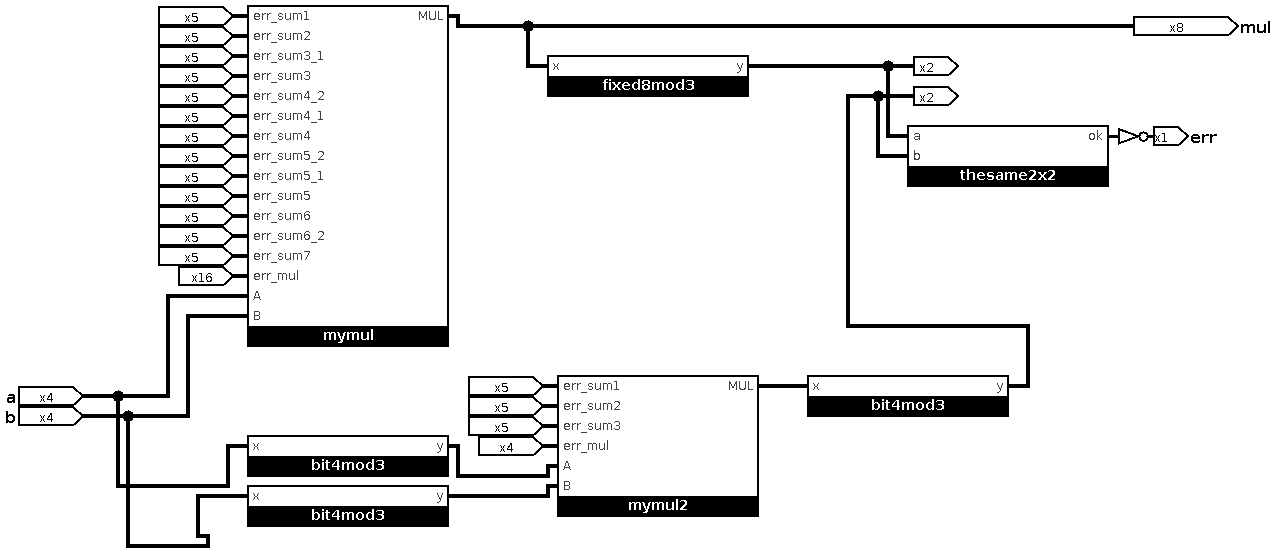 x5 err_sum1 MUL
x5 err_sum2
x8 mul
x5 err_sum3_1
x5 err_sum3
x y
x2
fixed8mod3
x5 err_sum4_2
x2
x5 err_sum4_1
x5 err_sum4
a ok
x1 err
x5 err_sum5_2
b
x5 err_sum5_1
thesame2x2
x5 err_sum5
x5 err_sum6
x5 err_sum6_2
x5 err_sum7
x16 err_mul
A
B
mymul
a x4
b x4
x5 err_sum1 MUL
x y
x5 err_sum2
bit4mod3
x5 err_sum3
x4 err_mul
x y
bit4mod3
A
B
x y
mymul2
bit4mod3